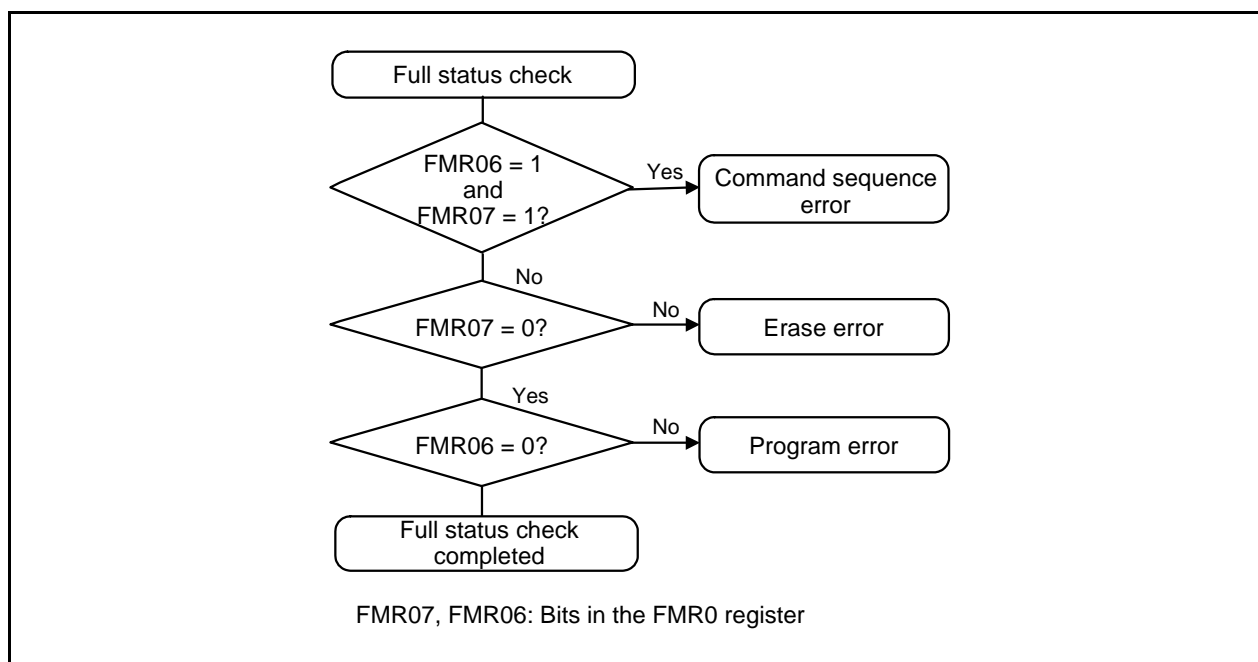 Full status check
FMR06 = 1
and
FMR07 = 1?
Yes
Command sequence
error
No
FMR07 = 0?
No
Erase error
Yes
FMR06 = 0?
No
Program error
Full status check
completed
FMR07, FMR06: Bits in the FMR0 register